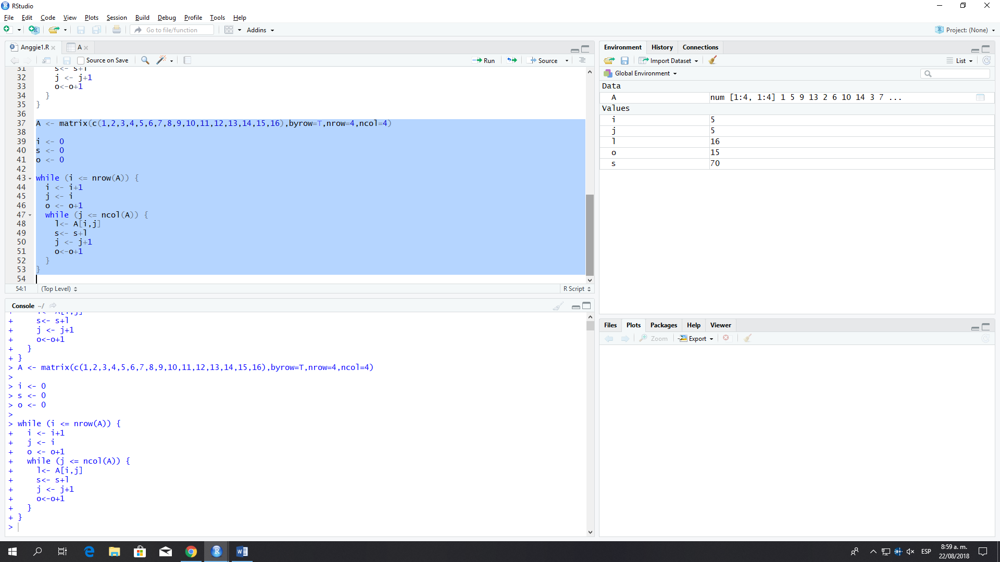 RStudio
File Edit Code View Plots Session Build Debug Profile Tools Help
Go to file/function Addins Project: (None)
Anggie1.R A
Source on Save Run Source
31 s<- s+l
32 j <- j+1
33 o<-o+1
34 }
35 }
36
37 A <- matrix(c(1,2,3,4,5,6,7,8,9,10,11,12,13,14,15,16),byrow=T,nrow=4,ncol=4)
38
39 i <- 0
40 s <- 0
41 o <- 0
42
43 while (i <= nrow(A)) {
44 i <- i+1
45 j <- i
46 o <- o+1
47 while (j <= ncol(A)) {
48 l<- A[i,j]
49 s<- s+l
50 j <- j+1
51 o<-o+1
52 }
53 }
54
54:1 (Top Level) R Script
Console ~/
+ l<- A[i,j]
+ s<- s+l
+ j <- j+1
+ o<-o+1
+ }
+ }
> A <- matrix(c(1,2,3,4,5,6,7,8,9,10,11,12,13,14,15,16),byrow=T,nrow=4,ncol=4)
>
> i <- 0
> s <- 0
> o <- 0
>
> while (i <= nrow(A)) {
+ i <- i+1
+ j <- i
+ o <- o+1
+ while (j <= ncol(A)) {
+ l<- A[i,j]
+ s<- s+l
+ j <- j+1
+ o<-o+1
+ }
+ }
>
Environment History Connections
Import Dataset List
Global Environment
Data
A num [1:4, 1:4] 1 5 9 13 2 6 10 14 3 7 ...
Values
i 5
j 5
l 16
o 15
s 70
Files Plots Packages Help Viewer
Zoom Export
ESP 8:59 a. m.
22/08/2018